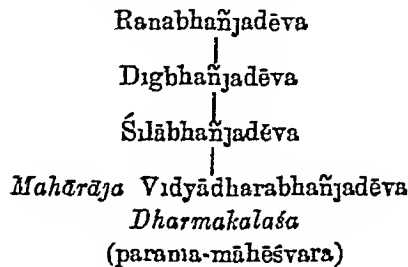 Raṇabhañjadēva
Digbhañjadēva
Śilābhañjadēva
Mahārāja Vidyādharabhañjadēva
Dharmakalaśa
(parama-māhēśvara)